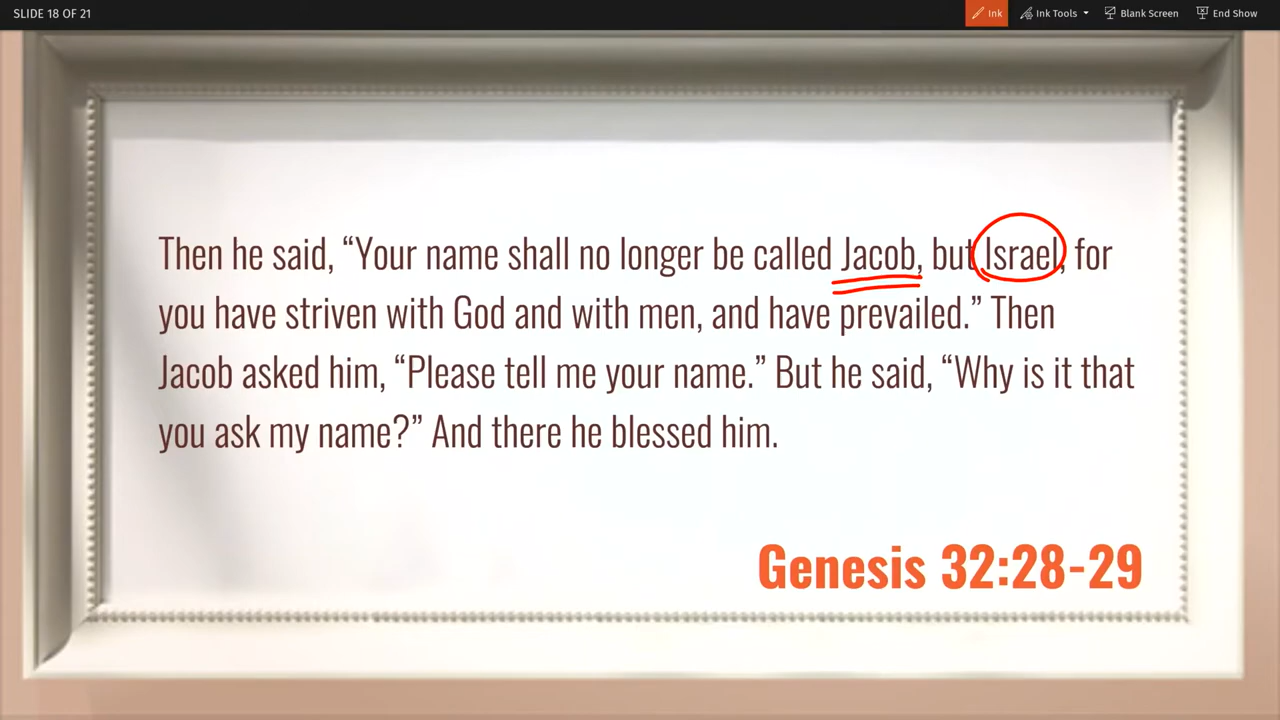 SLIDE 18 OF 21
Ink
Ink Tools
Blank Screen
End Show
Then he said, “Your name shall no longer be called Jacob, but Israel, for
you have striven with God and with men, and have prevailed.” Then
Jacob asked him, “Please tell me your name.” But he said, “Why is it that
you ask my name?” And there he blessed him.
Genesis 32:28-29